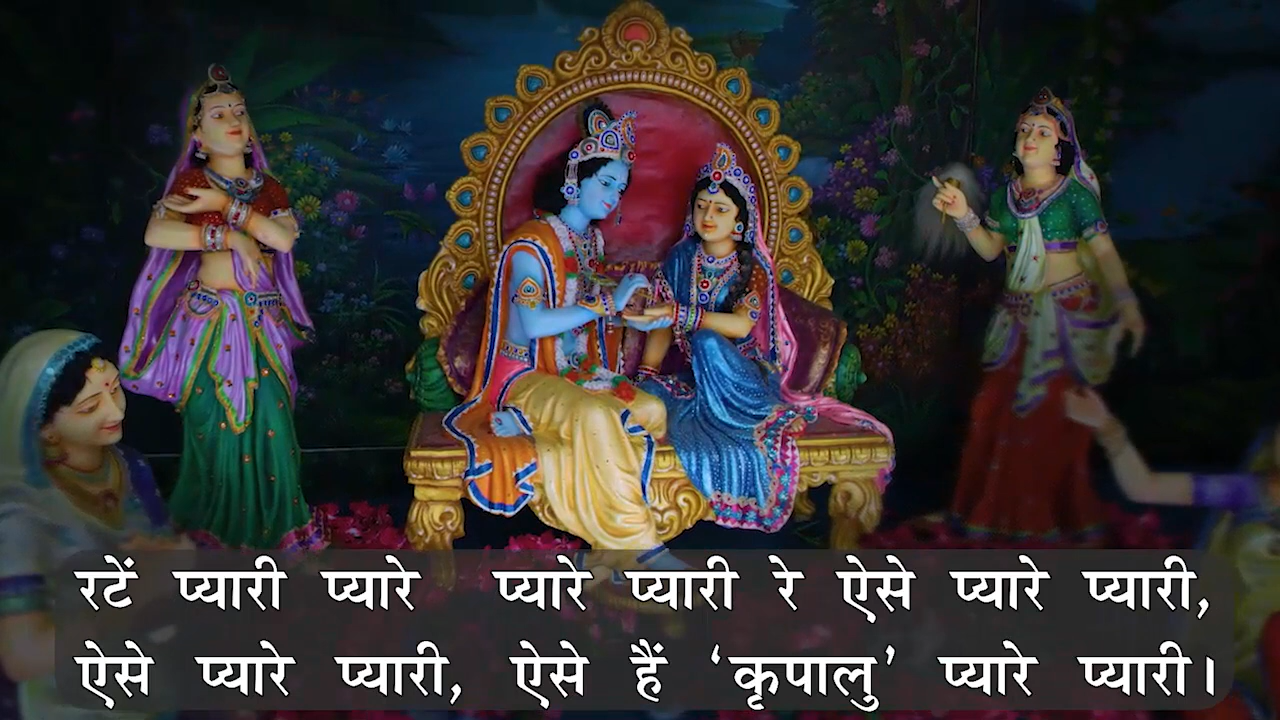 रटें प्यारी प्यारे प्यारे प्यारी रे ऐसे प्यारे प्यारी,
ऐसे प्यारे प्यारी, ऐसे हैं ‘कृपालु’ प्यारे प्यारी।